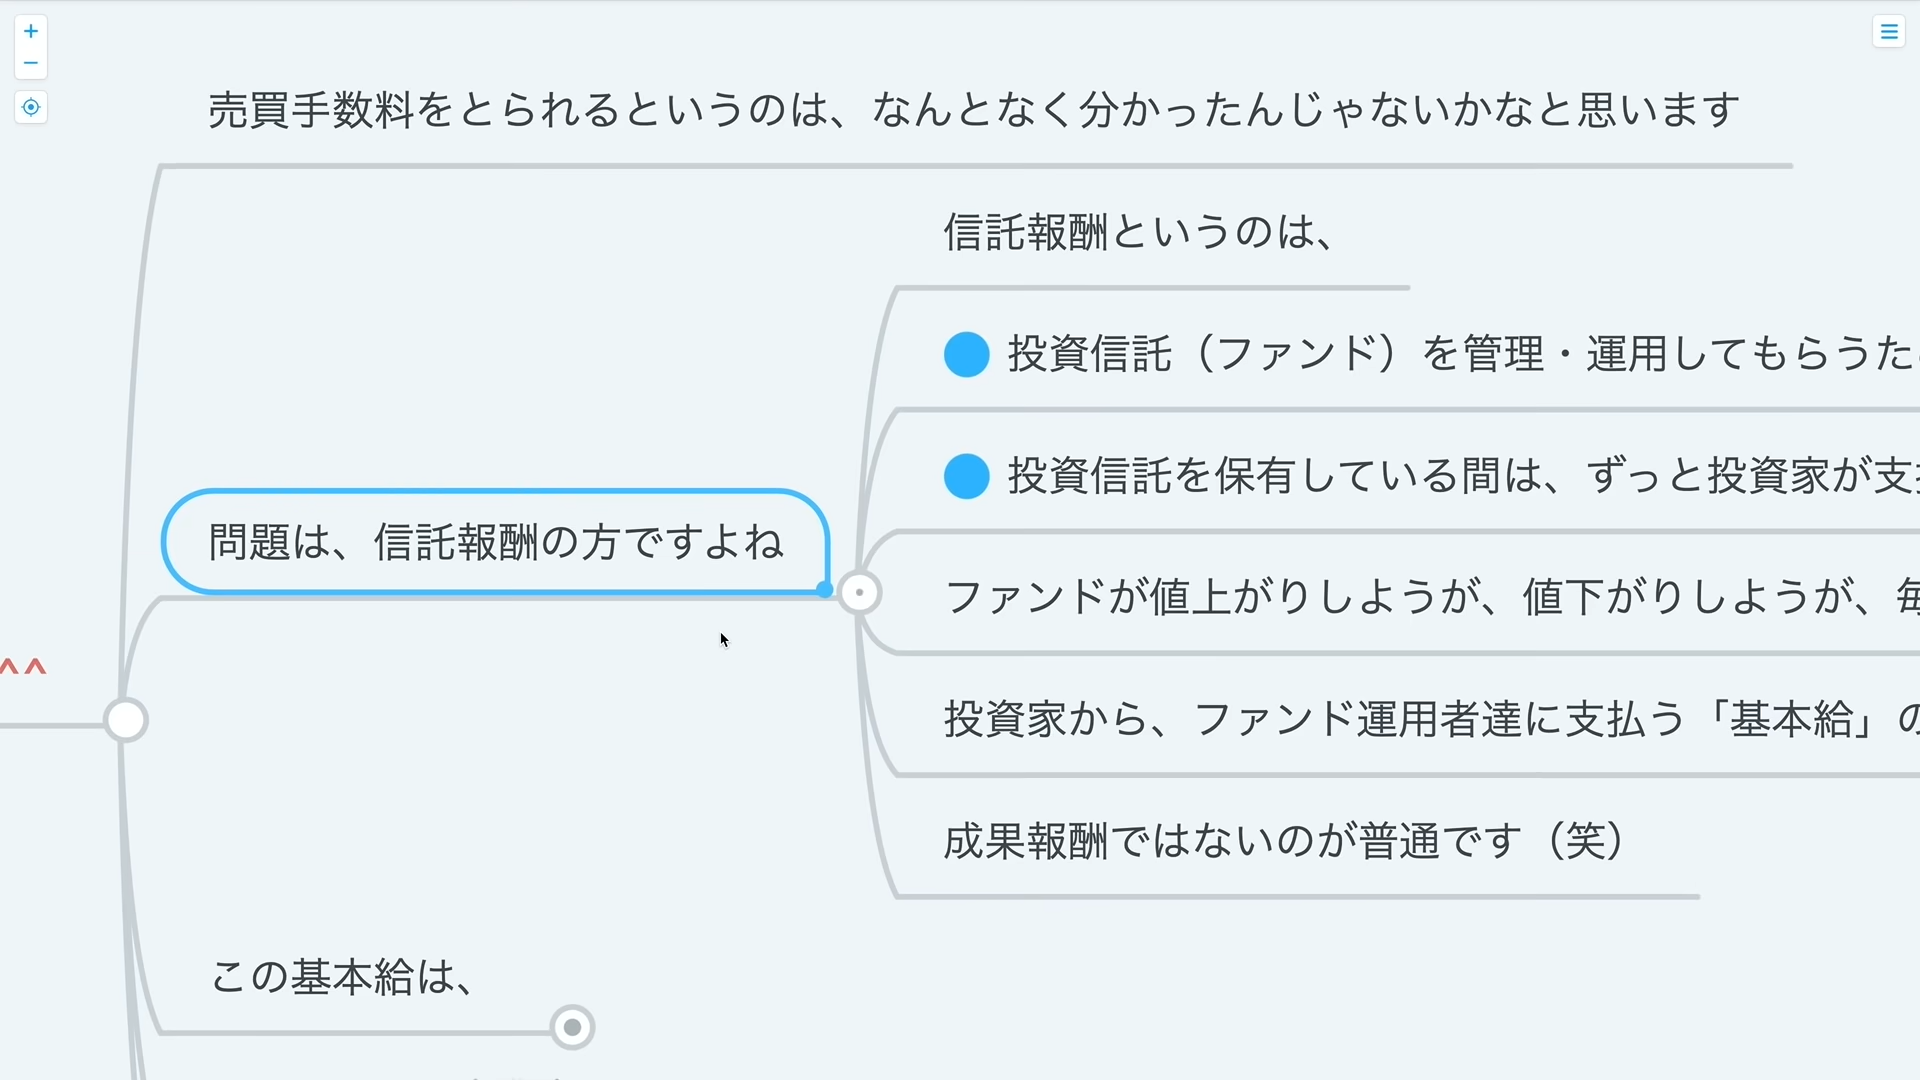 売買手数料をとられるというのは、なんとなく分かったんじゃないかなと思います
信託報酬というのは、
投資信託（ファンド）を管理・運用してもらうた
投資信託を保有している間は、ずっと投資家が支
問題は、信託報酬の方ですよね
ファンドが値上がりしようが、値下がりしようが、毎
^^
投資家から、ファンド運用者達に支払う「基本給」の
成果報酬ではないのが普通です（笑）
この基本給は、